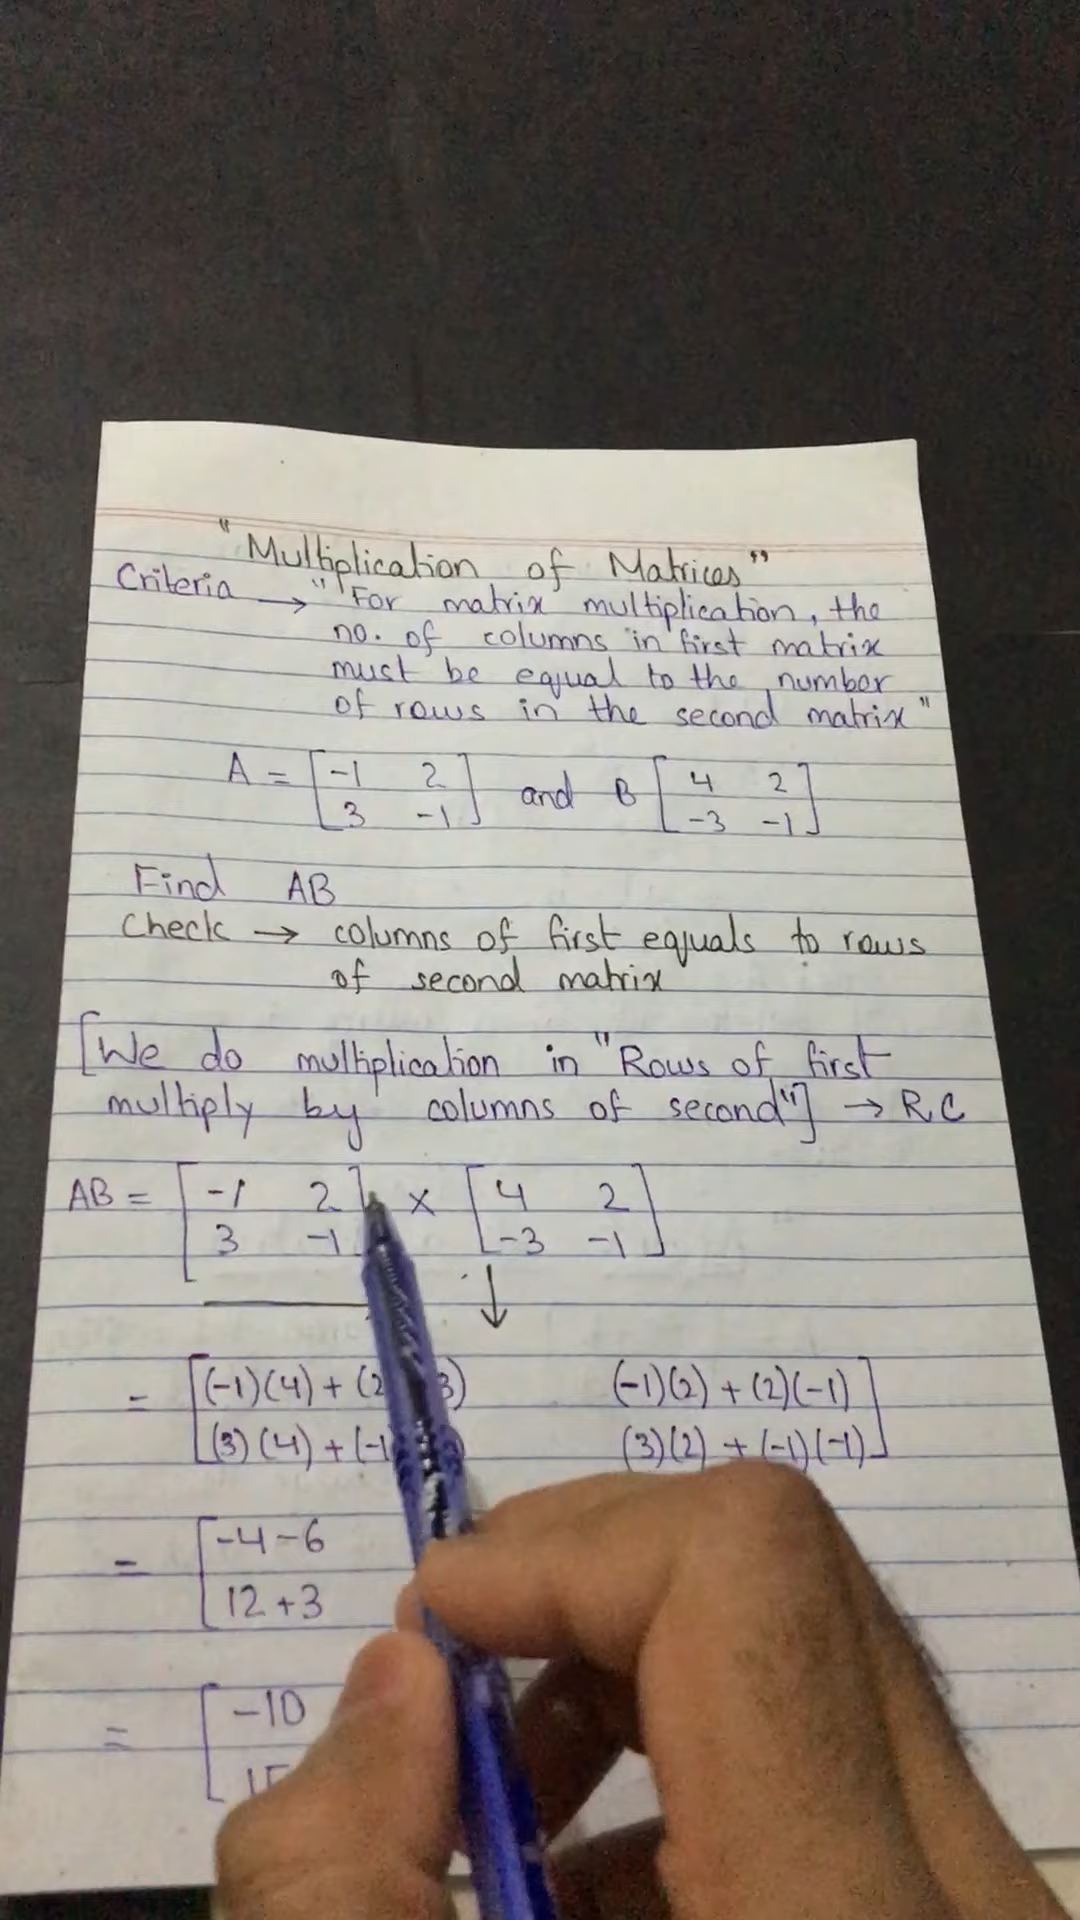 "Multiplication of Matrices"
Criteria → "For matrix multiplication, the
no. of columns in first matrix
must be equal to the number
of rows in the second matrix"
A = [ -1 2
3 -1 ] and B [ 4 2
-3 -1 ]
Find AB
Check → columns of first equals to rows
of second matrix
[We do multiplication in "Rows of first
multiply by columns of second"] → RC
AB = [ -1 2 ] × [ 4 2 ]
3 -1 -3 -1
↓
= [ (-1)(4) + (2 3) (-1)(2) + (2)(-1) ]
(3)(4) + (-1 (3)(2) + (-1)(-1)
= [ -4-6
12+3
= [ -10